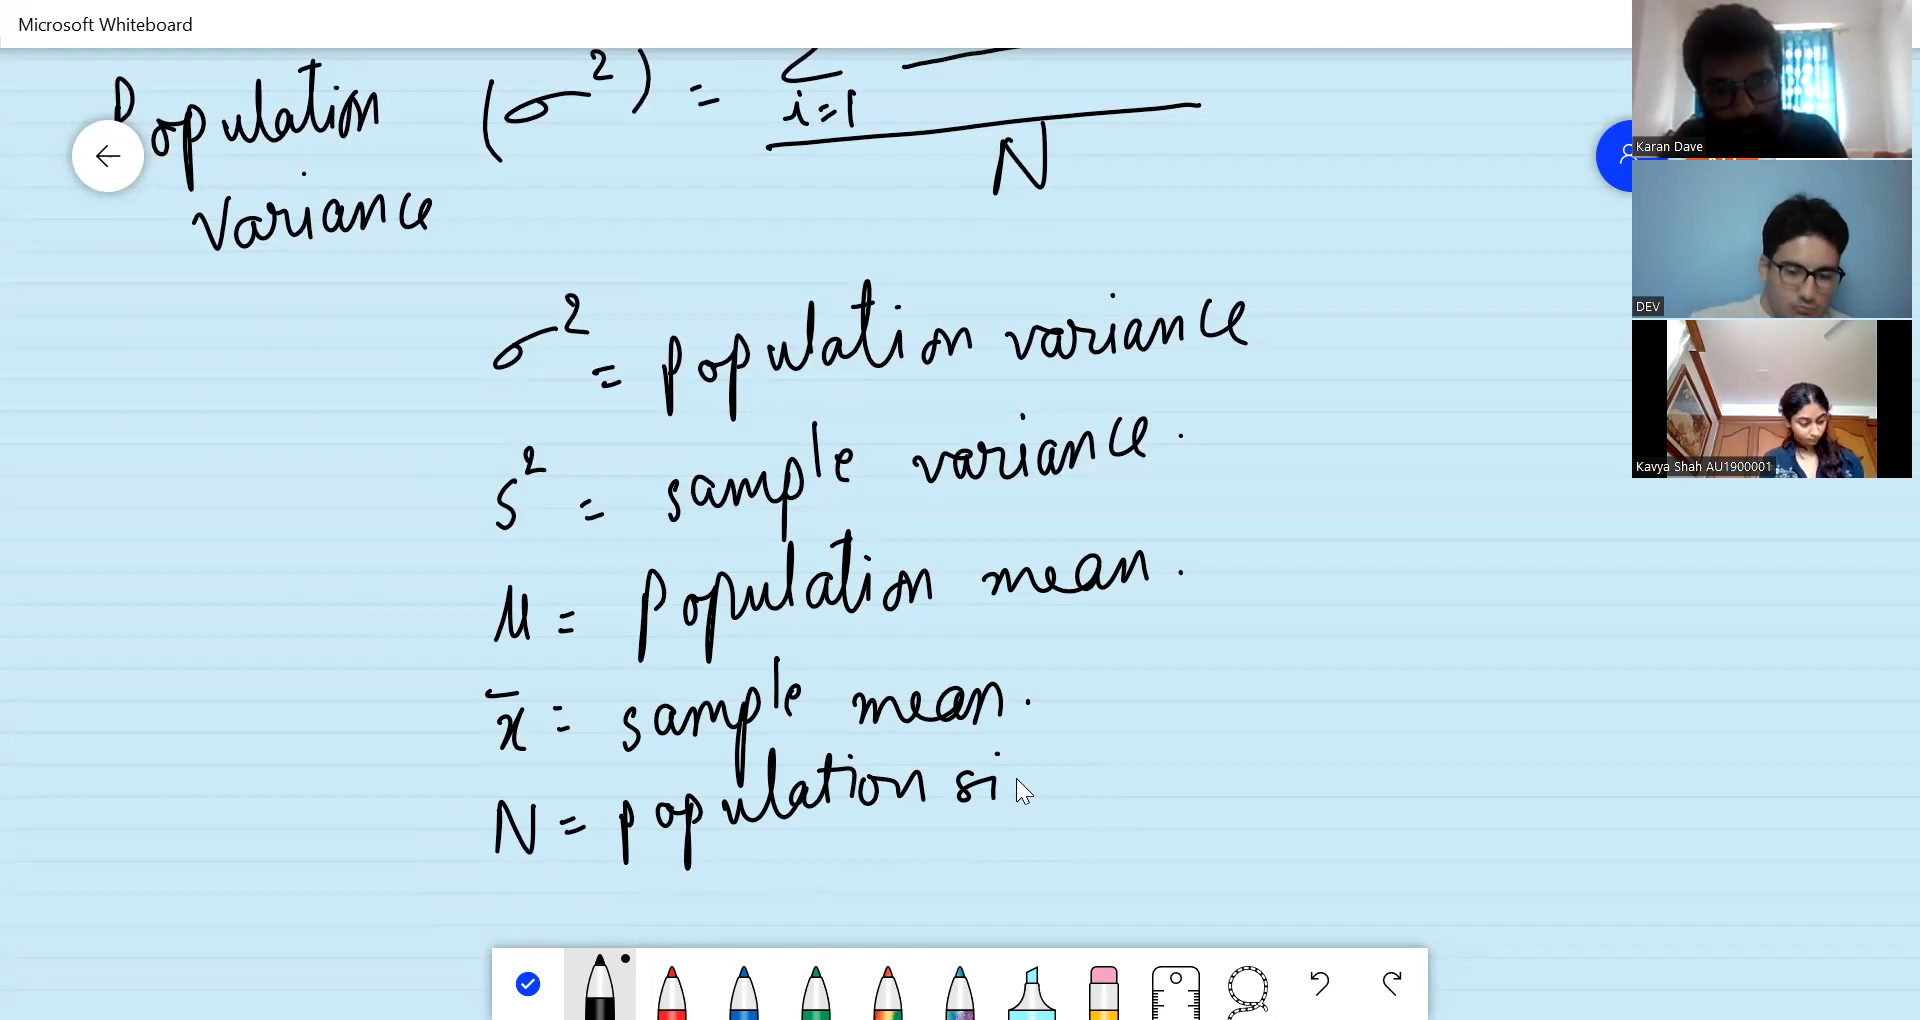 Microsoft Whiteboard
Population (σ²) = Σ
i=1
N
variance
σ² = population variance
s² = sample variance.
μ = Population mean.
x̄ = sample mean.
N = population si
Karan Dave
DEV
Kavya Shah AU1900001